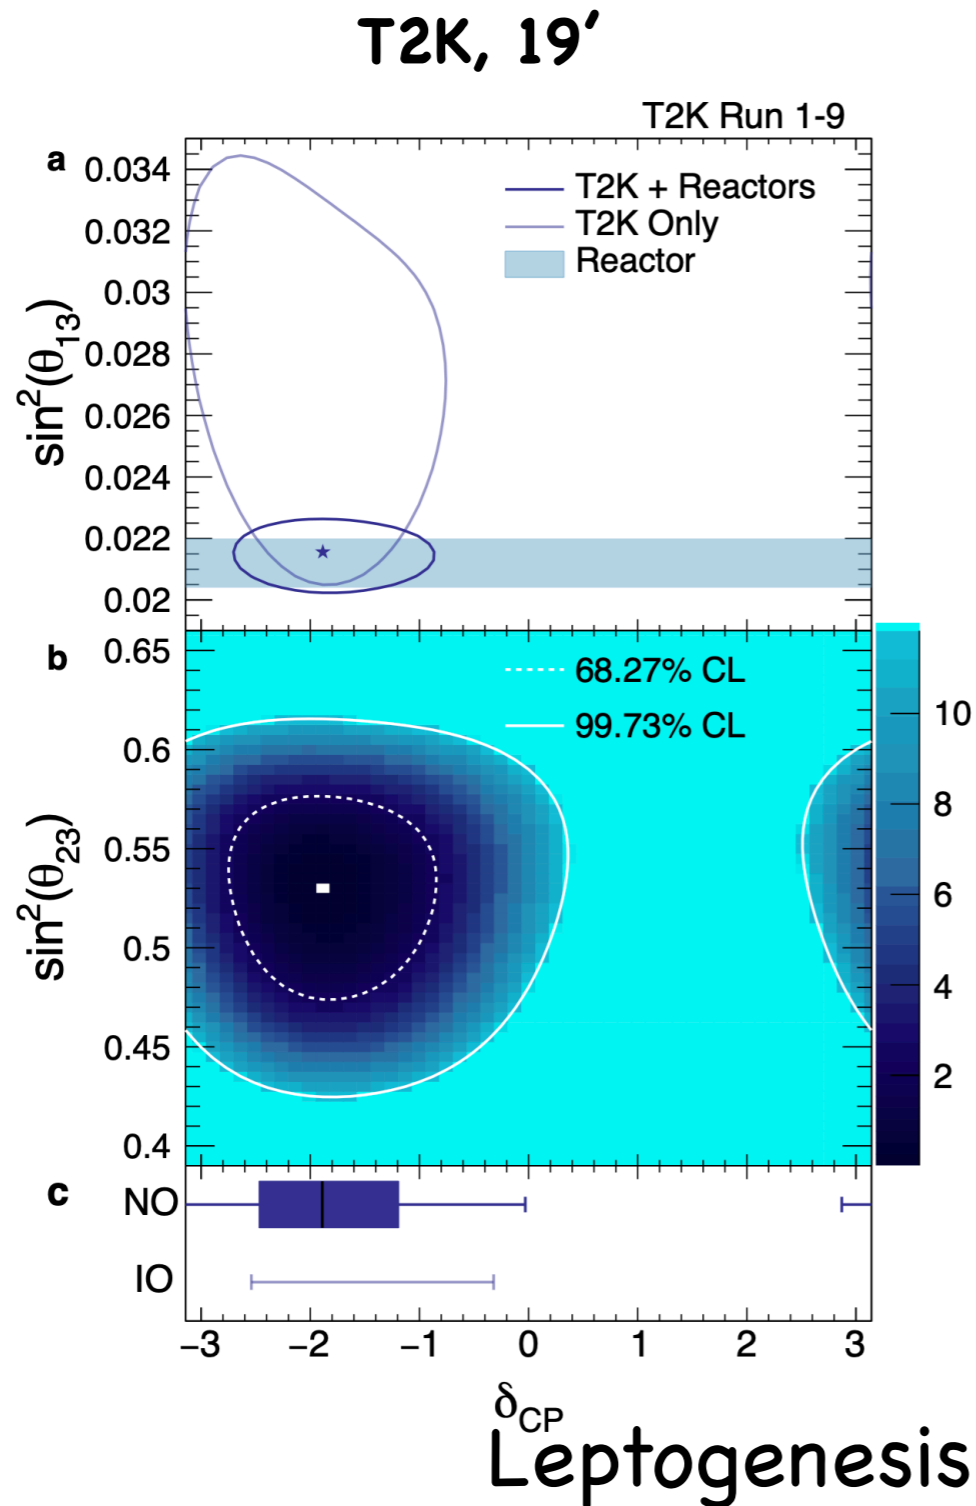 T2K, 19′
T2K Run 1-9
a
0.034
0.032
0.03
0.028
0.026
0.024
0.022
0.02
sin²(θ₁₃)
T2K + Reactors
T2K Only
Reactor
b
0.65
0.6
0.55
0.5
0.45
0.4
sin²(θ₂₃)
68.27% CL
99.73% CL
10
8
6
4
2
c
NO
IO
−3 −2 −1 0 1 2 3
δCP
Leptogenesis